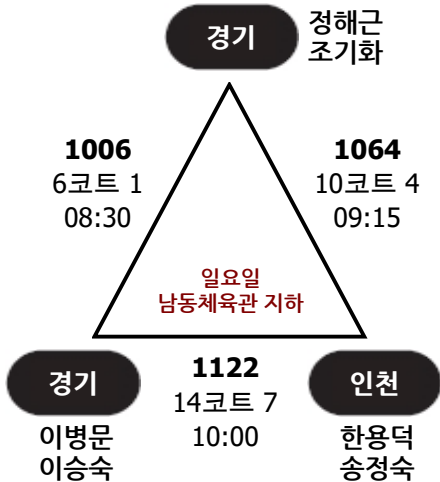 경기
정해근
조기화
1006
6코트 1
08:30
1064
10코트 4
09:15
일요일
남동체육관 지하
경기
이병문
이승숙
1122
14코트 7
10:00
인천
한용덕
송정숙